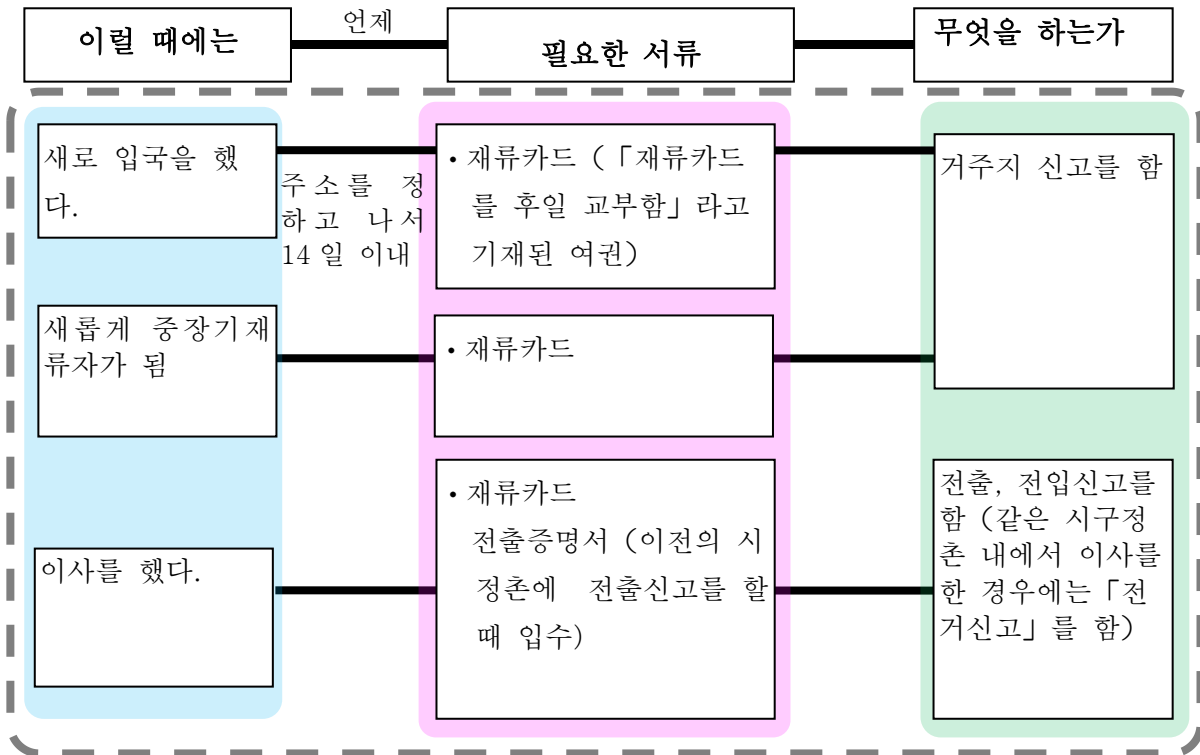 이럴 때에는
언제
필요한 서류
무엇을 하는가
새로 입국을 했
다.
주소를 정
하고 나서
14일 이내
・재류카드 (「재류카드
를 후일 교부함」라고
기재된 여권)
거주지 신고를 함
새롭게 중장기재
류자가 됨
・재류카드
이사를 했다.
・재류카드
전출증명서 (이전의 시
정촌에 전출신고를 할
때 입수)
전출, 전입신고를
함 (같은 시구정
촌 내에서 이사를
한 경우에는「전
거신고」를 함)